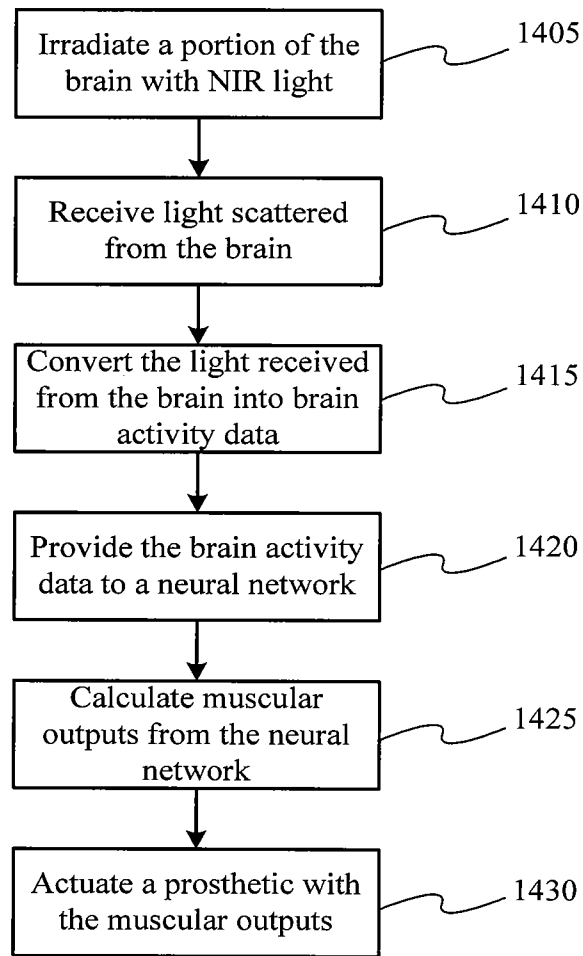 Irradiate a portion of the
brain with NIR light
1405
Receive light scattered
from the brain
1410
Convert the light received
from the brain into brain
activity data
1415
Provide the brain activity
data to a neural network
1420
Calculate muscular
outputs from the neural
network
1425
Actuate a prosthetic with
the muscular outputs
1430